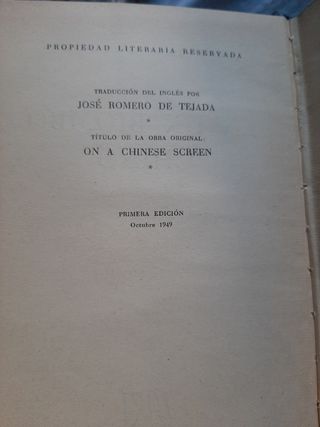 PROPIEDAD LITERARIA RESERVADA
TRADUCCIÓN DEL INGLÉS POR
JOSÉ ROMERO DE TEJADA
*
TÍTULO DE LA OBRA ORIGINAL:
ON A CHINESE SCREEN
*
PRIMERA EDICIÓN
Octubre 1949